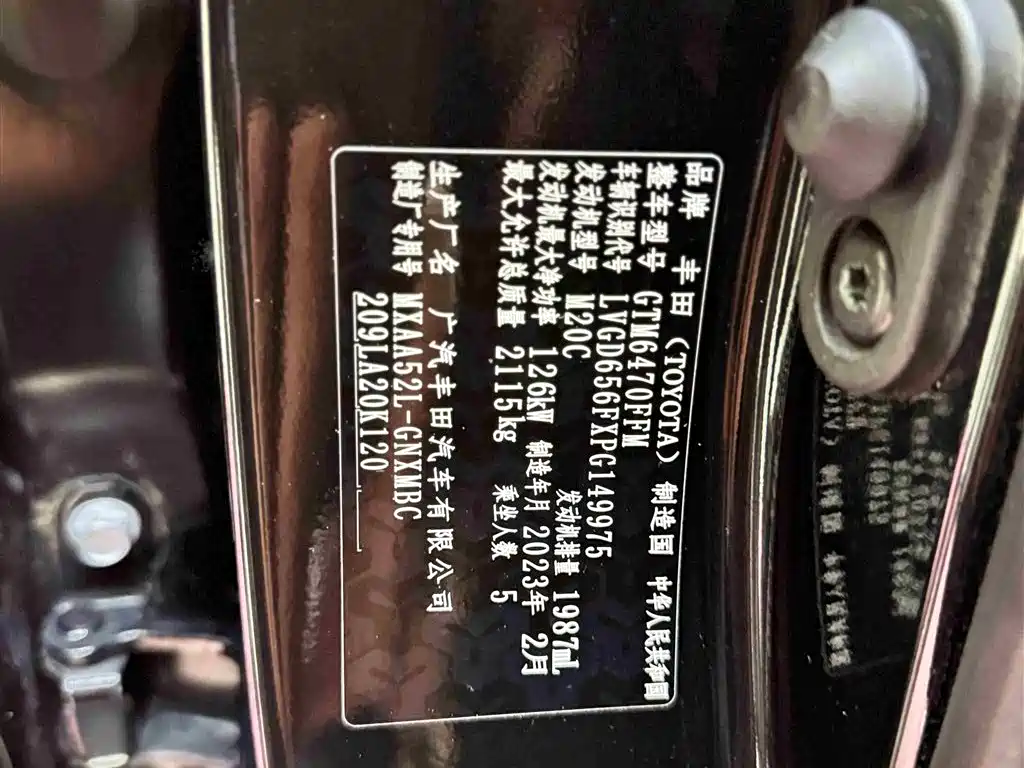 品牌 丰田（TOYOTA） 制造国 中华人民共和国
整车型号 GTM6470FFM
车辆识别代号 LVGD656FXPG149975
发动机型号 M20C 发动机排量 1987mL
发动机最大净功率 126kW 制造年月 2023年 2月
最大允许总质量 2115kg 乘坐人数 5
生产厂名 广汽丰田汽车有限公司
制造厂专用号 MXAA52L-GNXMBC
209LA20K120